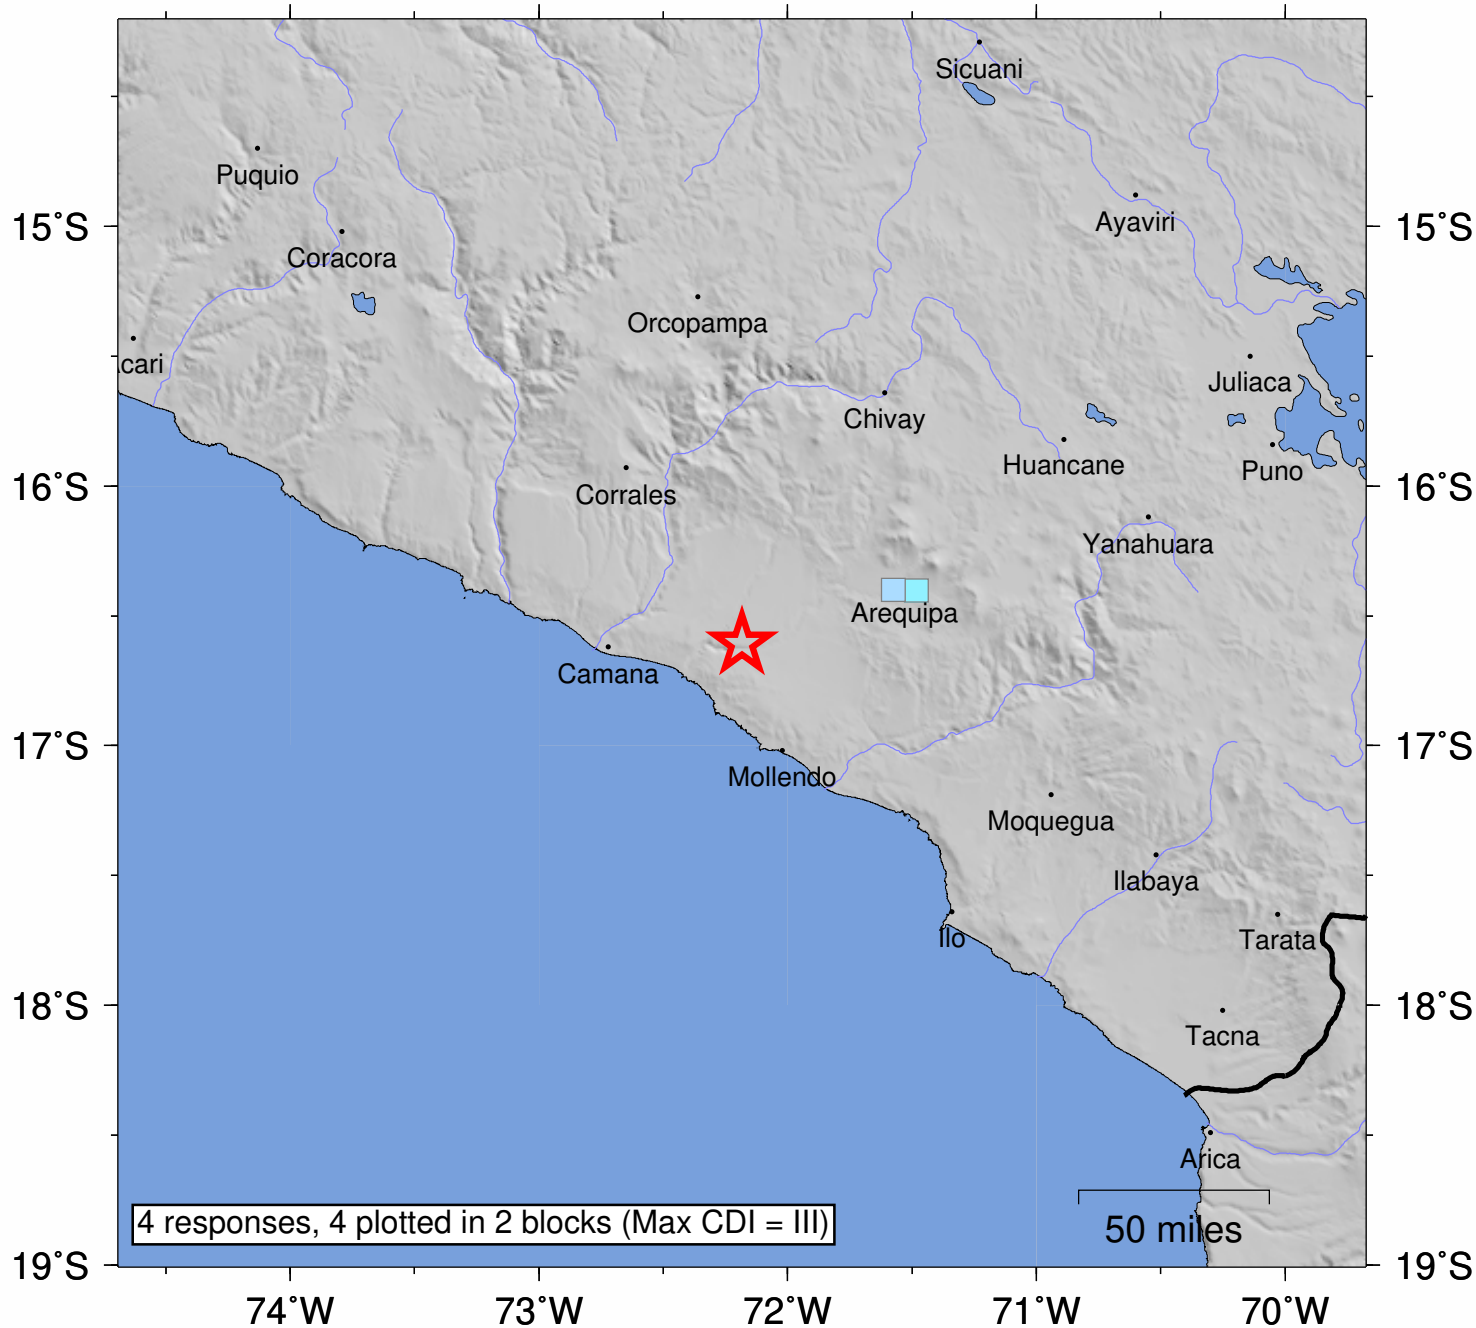 Sicuani
Puquio
Ayaviri
15°S
15°S
Coracora
Orcopampa
cari
Juliaca
Chivay
Huancane
Puno
16°S
16°S
Corrales
Yanahuara
Arequipa
Camana
17°S
17°S
Mollendo
Moquegua
Ilabaya
Ilo
Tarata
18°S
18°S
Tacna
Arica
4 responses, 4 plotted in 2 blocks (Max CDI = III)
50 miles
19°S
19°S
74°W
73°W
72°W
71°W
70°W